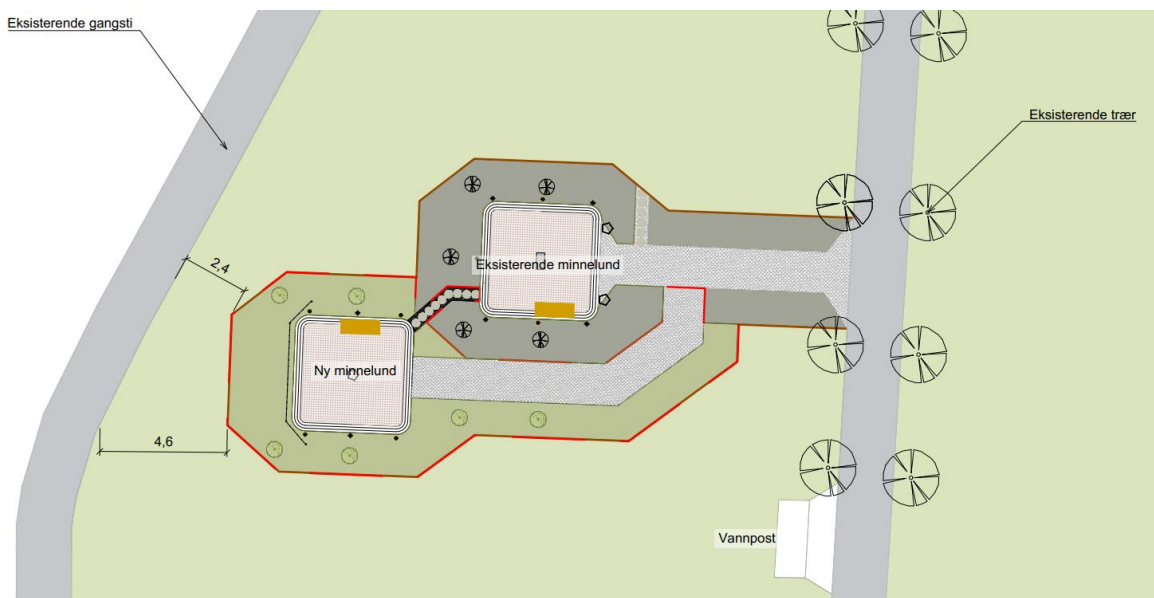 Eksisterende gangsti
Eksisterende trær
Eksisterende minnelund
2,4
Ny minnelund
4,6
Vannpost